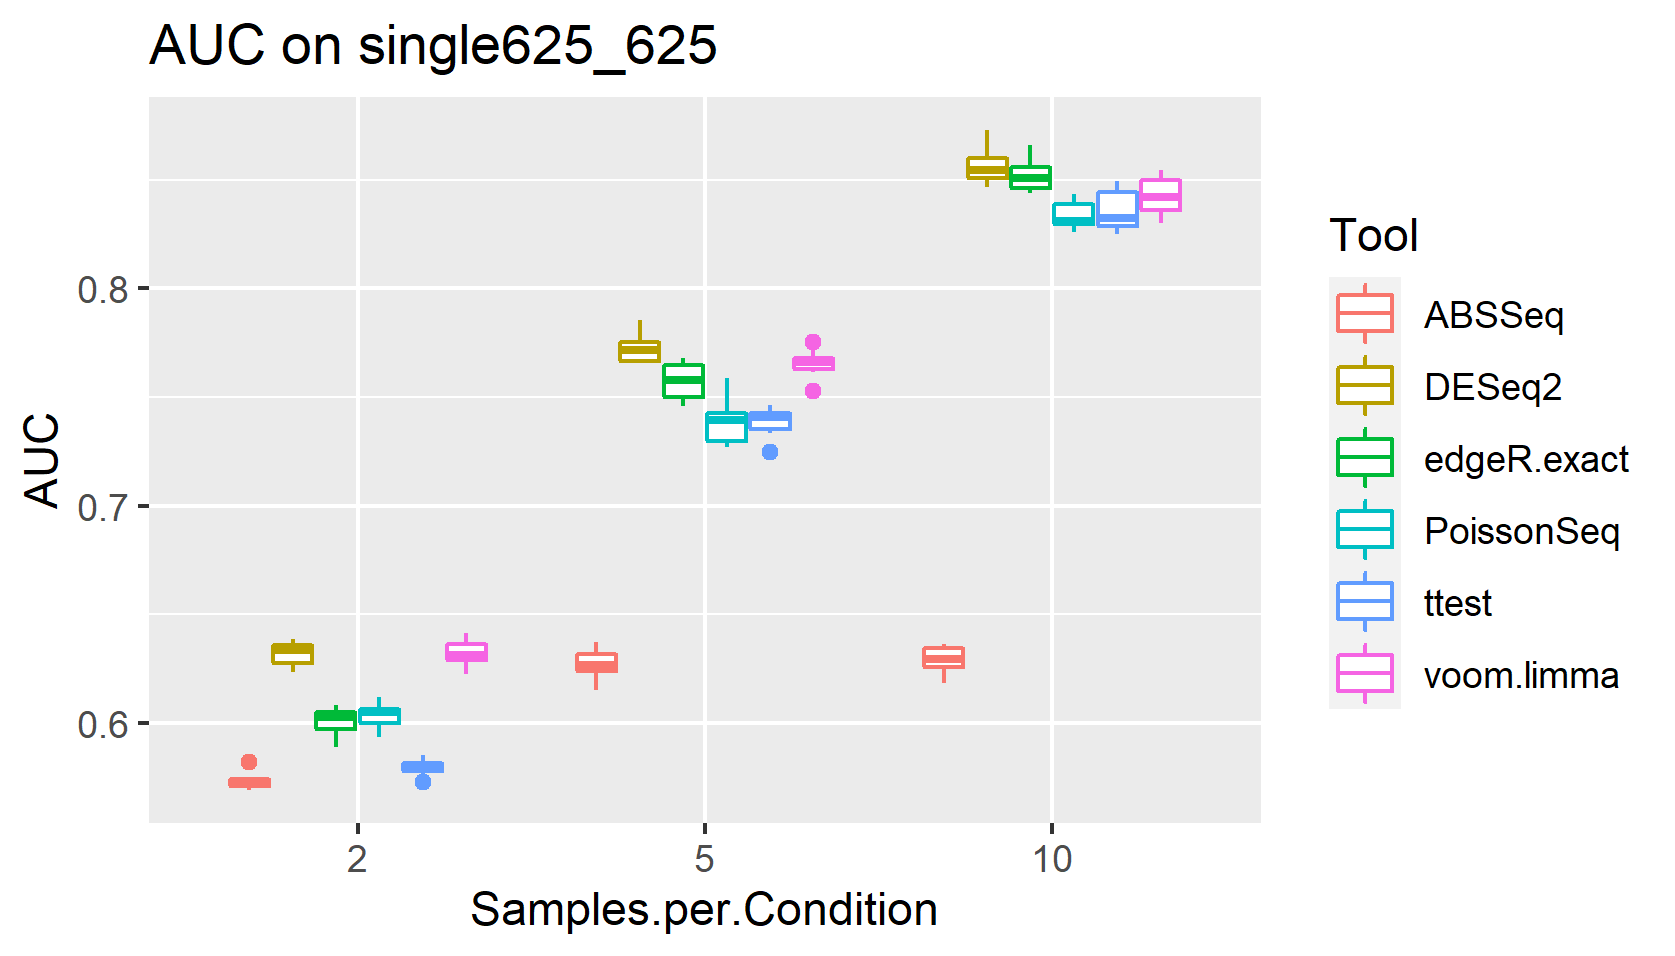 AUC on single625_625
AUC
0.8
0.7
0.6
2
5
10
Samples.per.Condition
Tool
ABSSeq
DESeq2
edgeR.exact
PoissonSeq
ttest
voom.limma